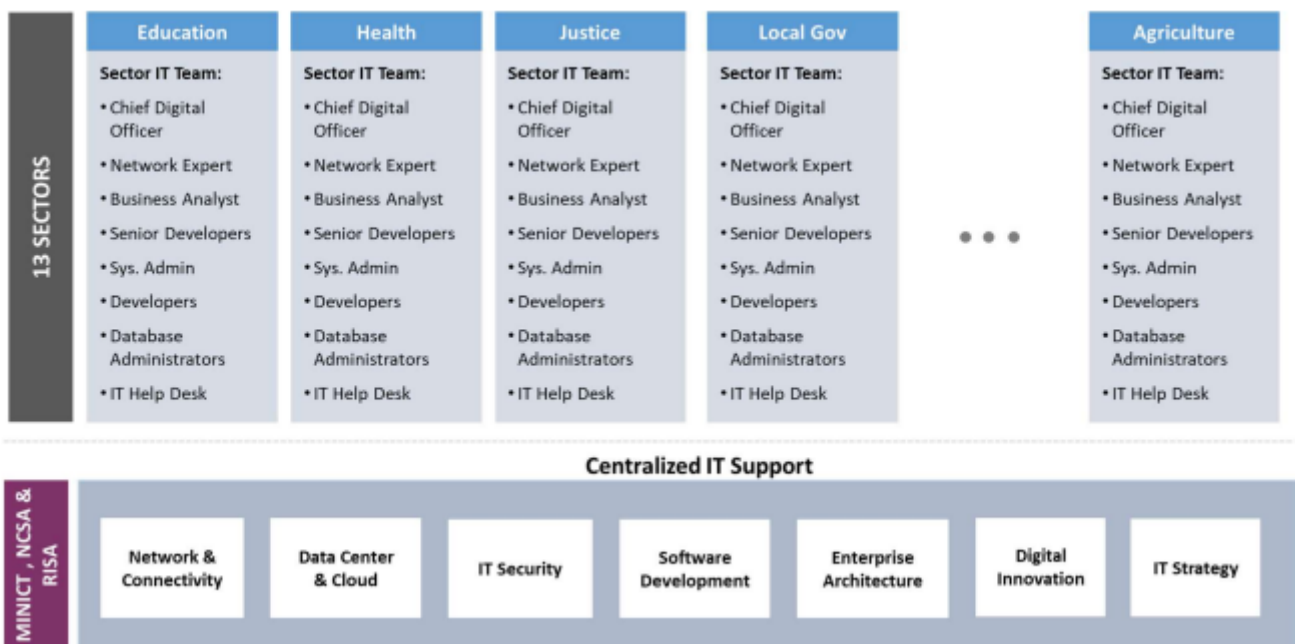 13 SECTORS
Education
Sector IT Team:
• Chief Digital
Officer
• Network Expert
• Business Analyst
• Senior Developers
• Sys. Admin
• Developers
• Database
Administrators
• IT Help Desk
Health
Sector IT Team:
• Chief Digital
Officer
• Network Expert
• Business Analyst
• Senior Developers
• Sys. Admin
• Developers
• Database
Administrators
• IT Help Desk
Justice
Sector IT Team:
• Chief Digital
Officer
• Network Expert
• Business Analyst
• Senior Developers
• Sys. Admin
• Developers
• Database
Administrators
• IT Help Desk
Local Gov
Sector IT Team:
• Chief Digital
Officer
• Network Expert
• Business Analyst
• Senior Developers
• Sys. Admin
• Developers
• Database
Administrators
• IT Help Desk
Agriculture
Sector IT Team:
• Chief Digital
Officer
• Network Expert
• Business Analyst
• Senior Developers
• Sys. Admin
• Developers
• Database
Administrators
• IT Help Desk
Centralized IT Support
MINICT , NCSA &
RISA
Network &
Connectivity
Data Center
& Cloud
IT Security
Software
Development
Enterprise
Architecture
Digital
Innovation
IT Strategy